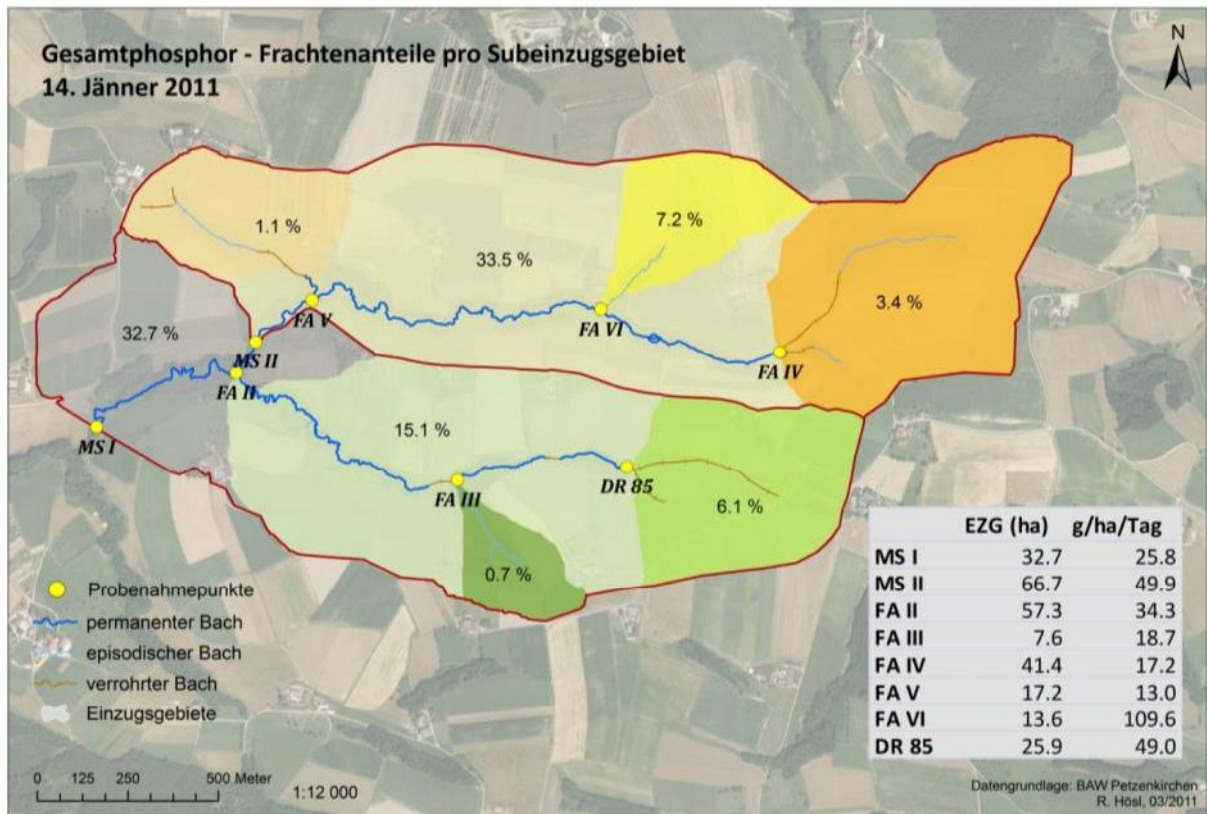 Gesamtphosphor - Frachtenanteile pro Subeinzugsgebiet
14. Jänner 2011
N
1.1 %
7.2 %
33.5 %
3.4 %
32.7 %
FA V
FA VI
MS II
FA IV
FA II
15.1 %
MS I
FA III
DR 85
6.1 %
0.7 %
Probenahmepunkte
permanenter Bach
episodischer Bach
verrohrter Bach
Einzugsgebiete
0 125 250 500 Meter
1:12 000
EZG (ha) g/ha/Tag
MS I 32.7 25.8
MS II 66.7 49.9
FA II 57.3 34.3
FA III 7.6 18.7
FA IV 41.4 17.2
FA V 17.2 13.0
FA VI 13.6 109.6
DR 85 25.9 49.0
Datengrundlage: BAW Petzenkirchen
R. Hösl, 03/2011